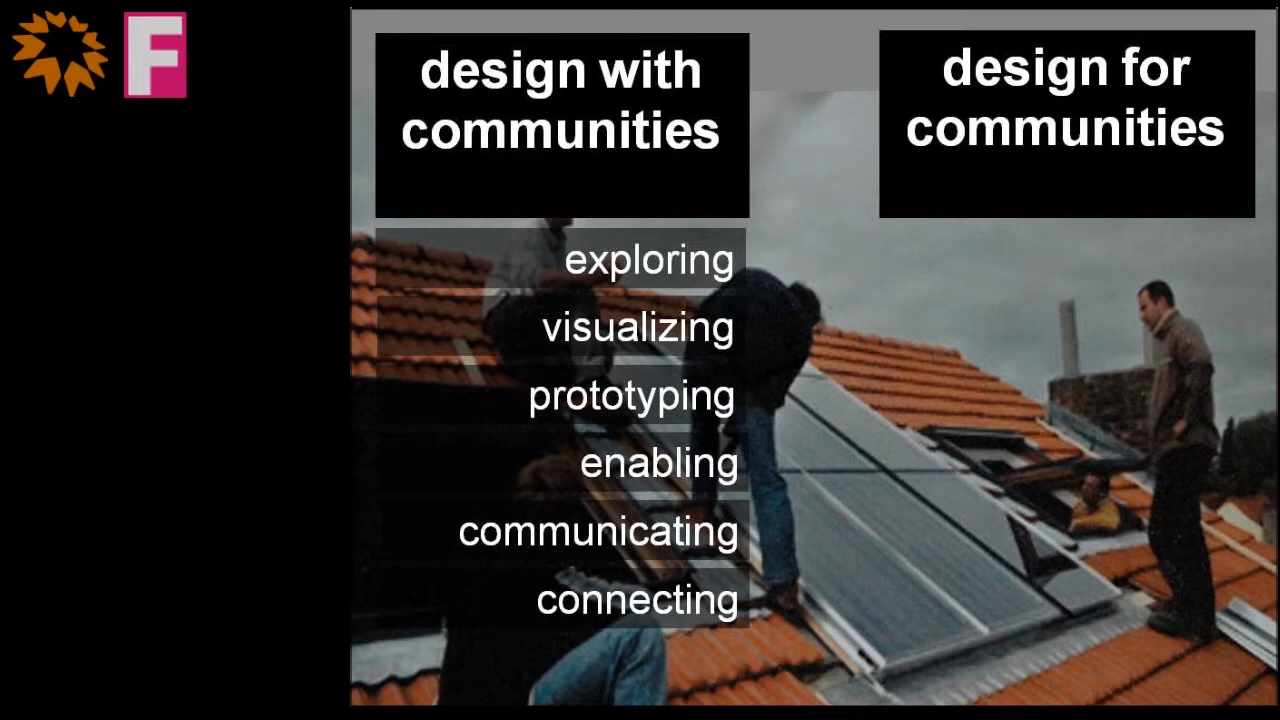 F
design with
communities
design for
communities
exploring
visualizing
prototyping
enabling
communicating
connecting